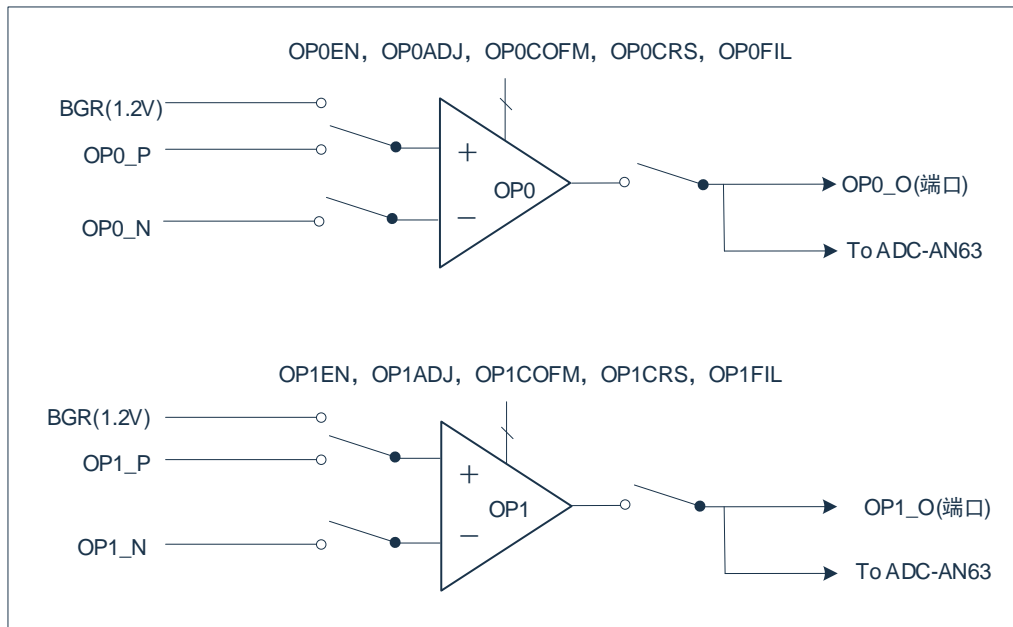 OP0EN，OP0ADJ，OP0COFM，OP0CRS，OP0FIL
BGR(1.2V)
OP0_P
OP0_N
+
−
OP0
OP0_O(端口)
To ADC-AN63
OP1EN，OP1ADJ，OP1COFM，OP1CRS，OP1FIL
BGR(1.2V)
OP1_P
OP1_N
+
−
OP1
OP1_O(端口)
To ADC-AN63